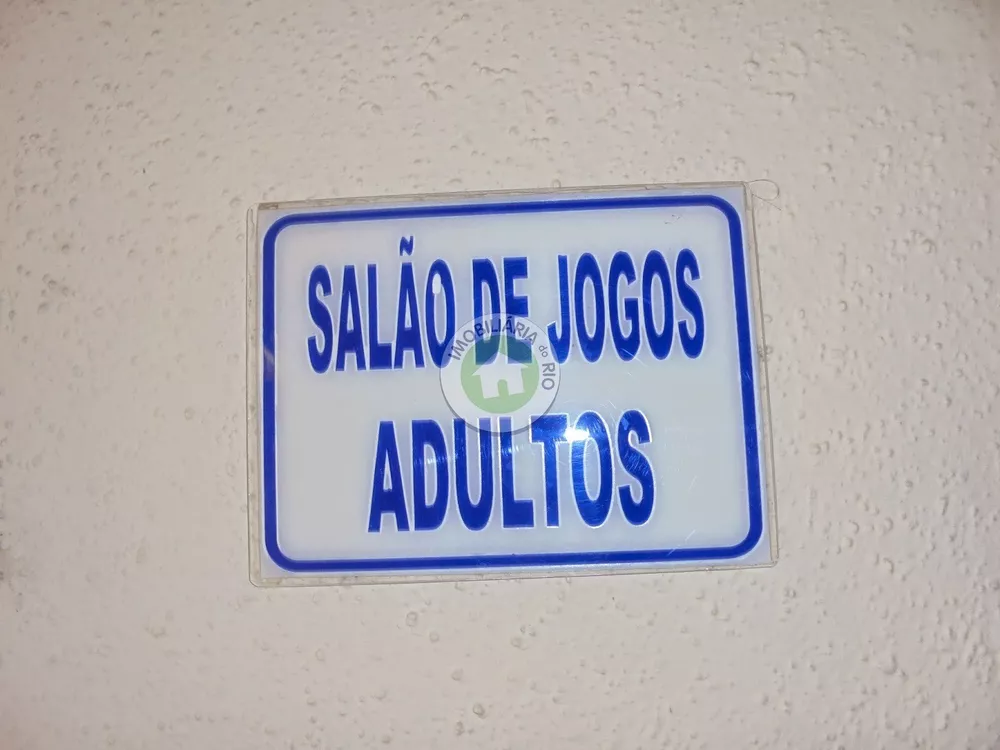 SALÃO DE JOGOS
IMOBILIÁRIA do RIO
ADULTOS